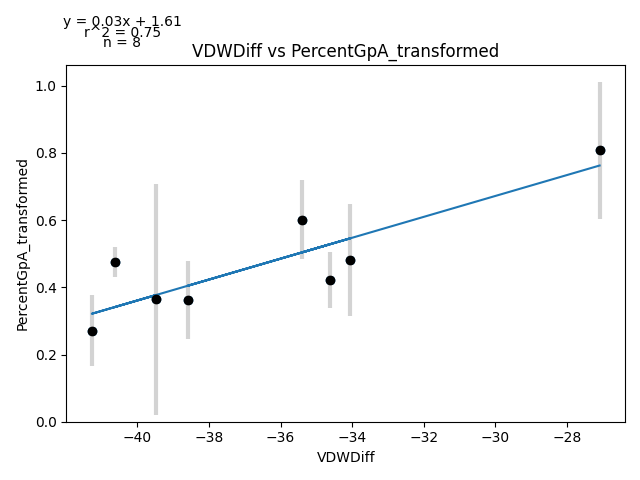 y = 0.03x + 1.61
r^2 = 0.75
n = 8
VDWDiff vs PercentGpA_transformed
PercentGpA_transformed
1.0
0.8
0.6
0.4
0.2
0.0
−40
−38
−36
−34
−32
−30
−28
VDWDiff